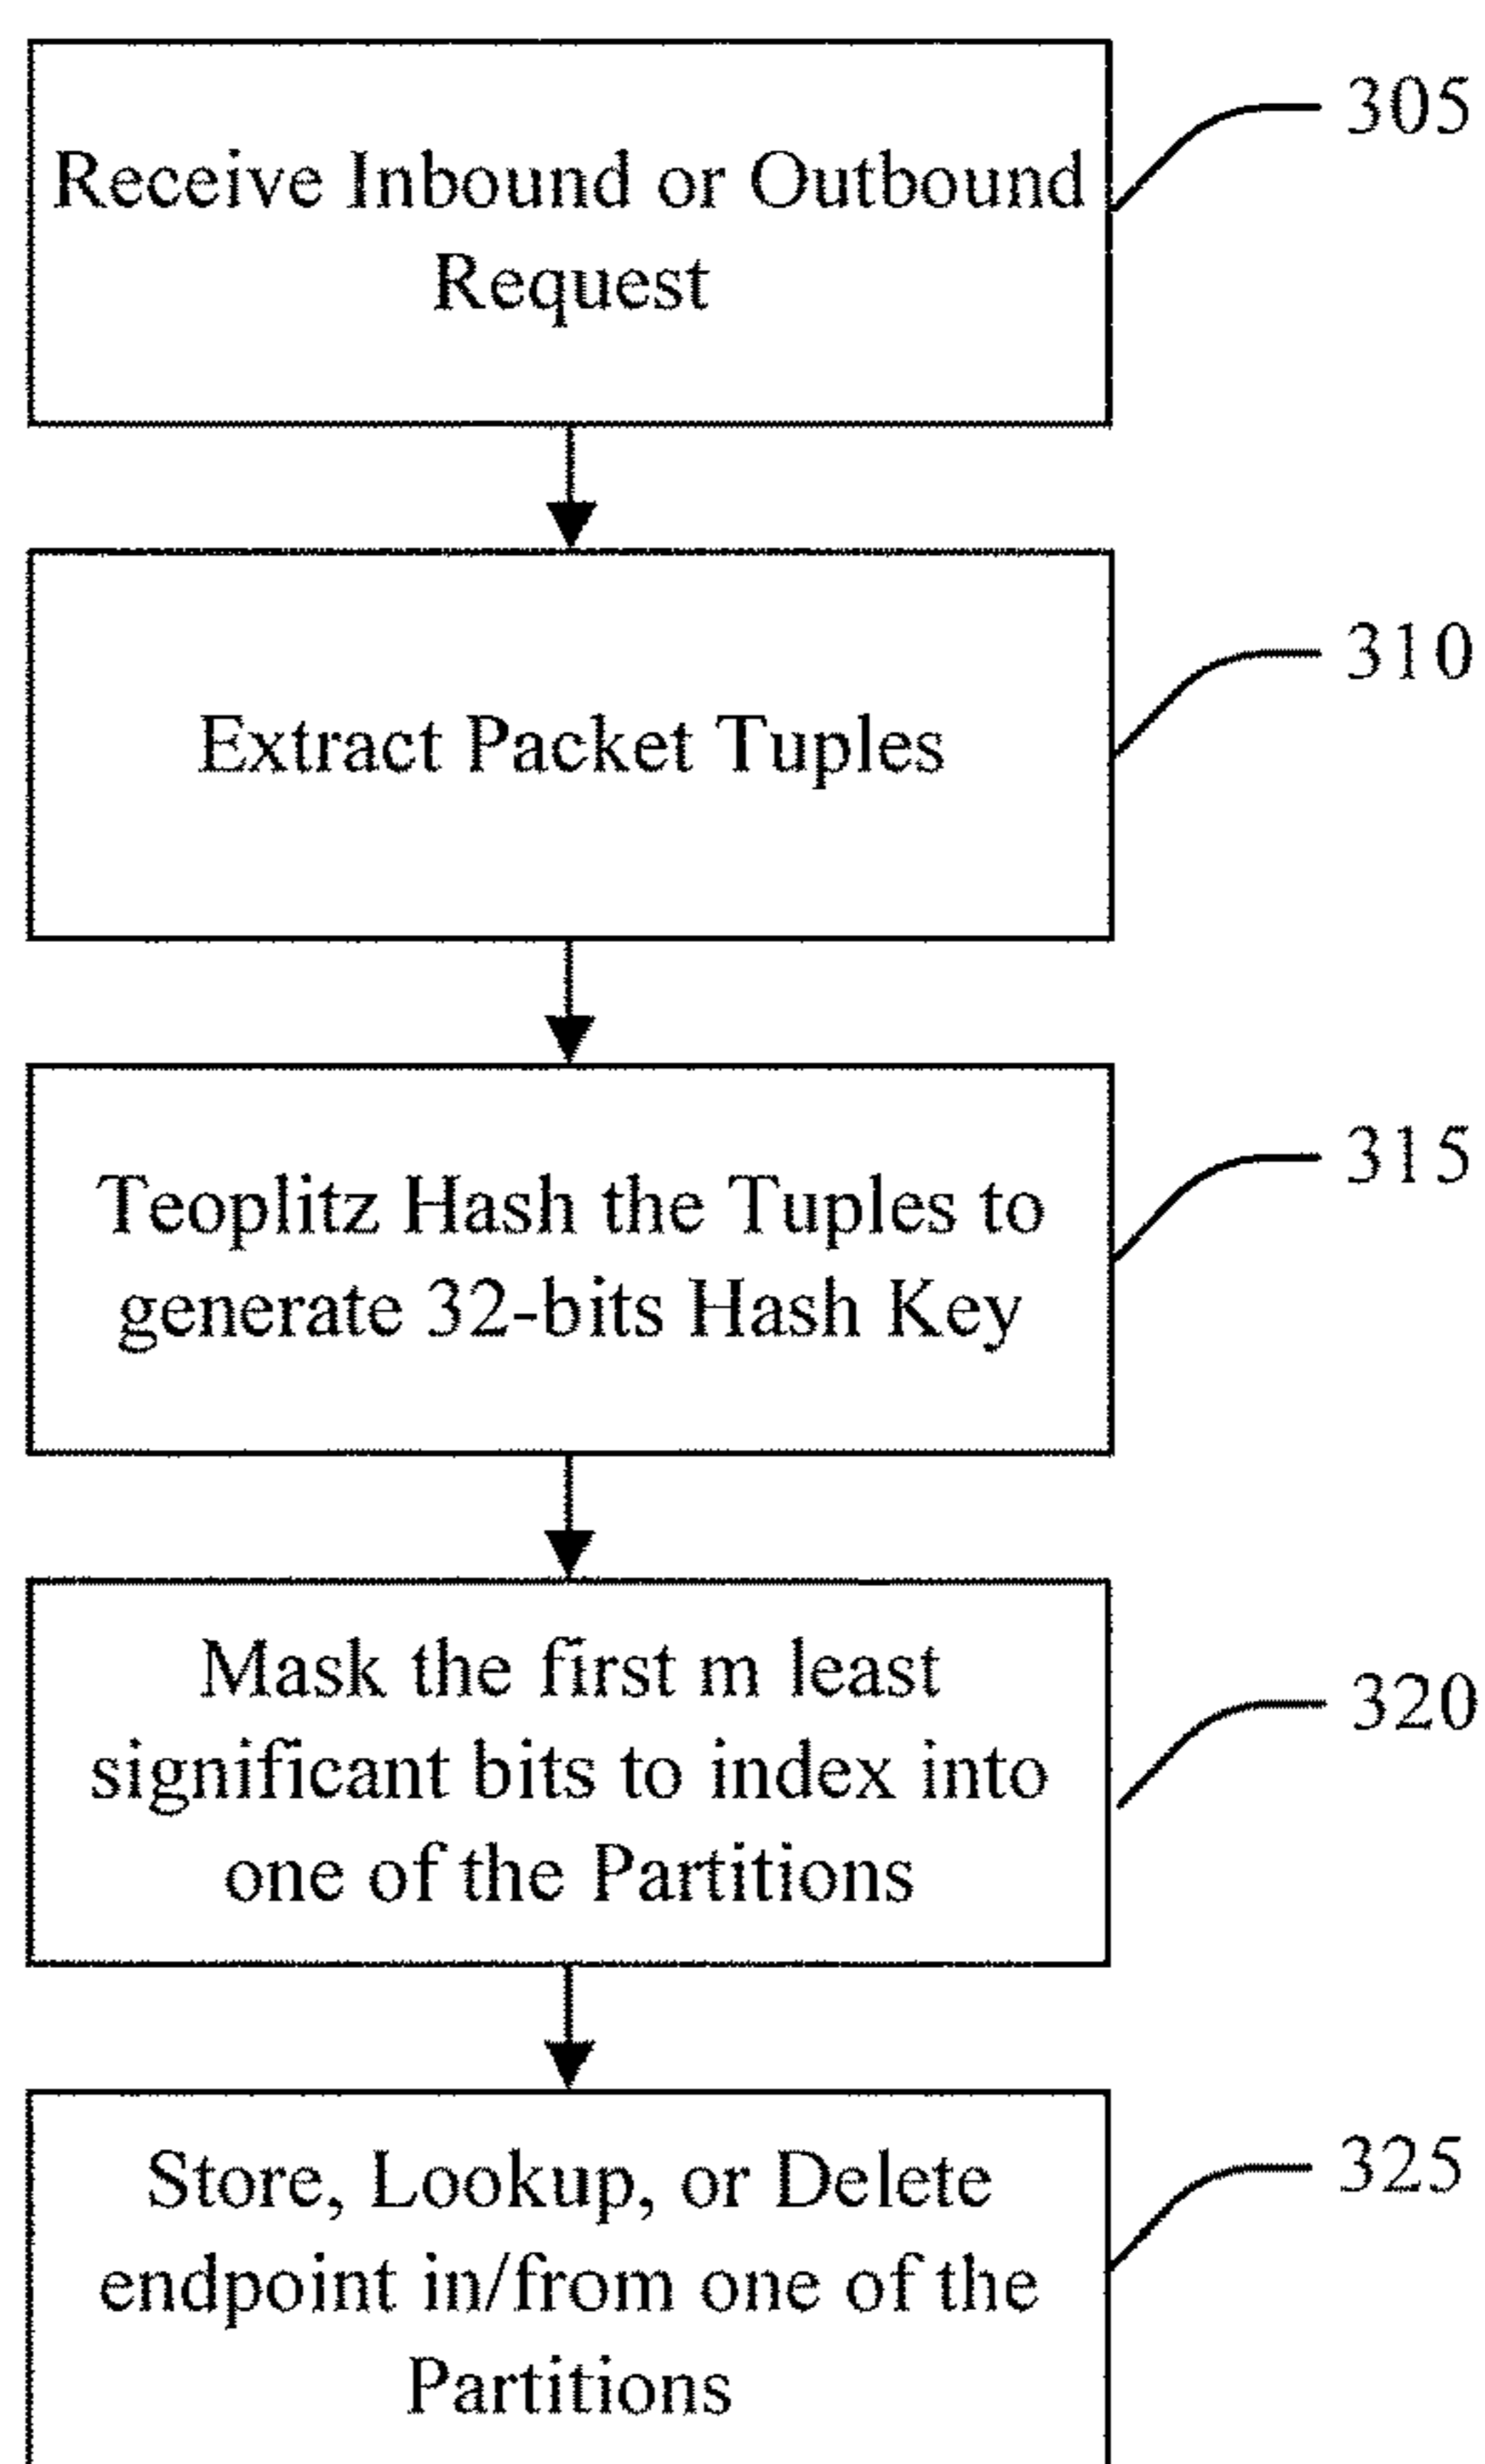 Receive Inbound or Outbound
Request
305
Extract Packet Tuples
310
Teoplitz Hash the Tuples to
generate 32-bits Hash Key
315
Mask the first m least
significant bits to index into
one of the Partitions
320
Store, Lookup, or Delete
endpoint in/from one of the
Partitions
325